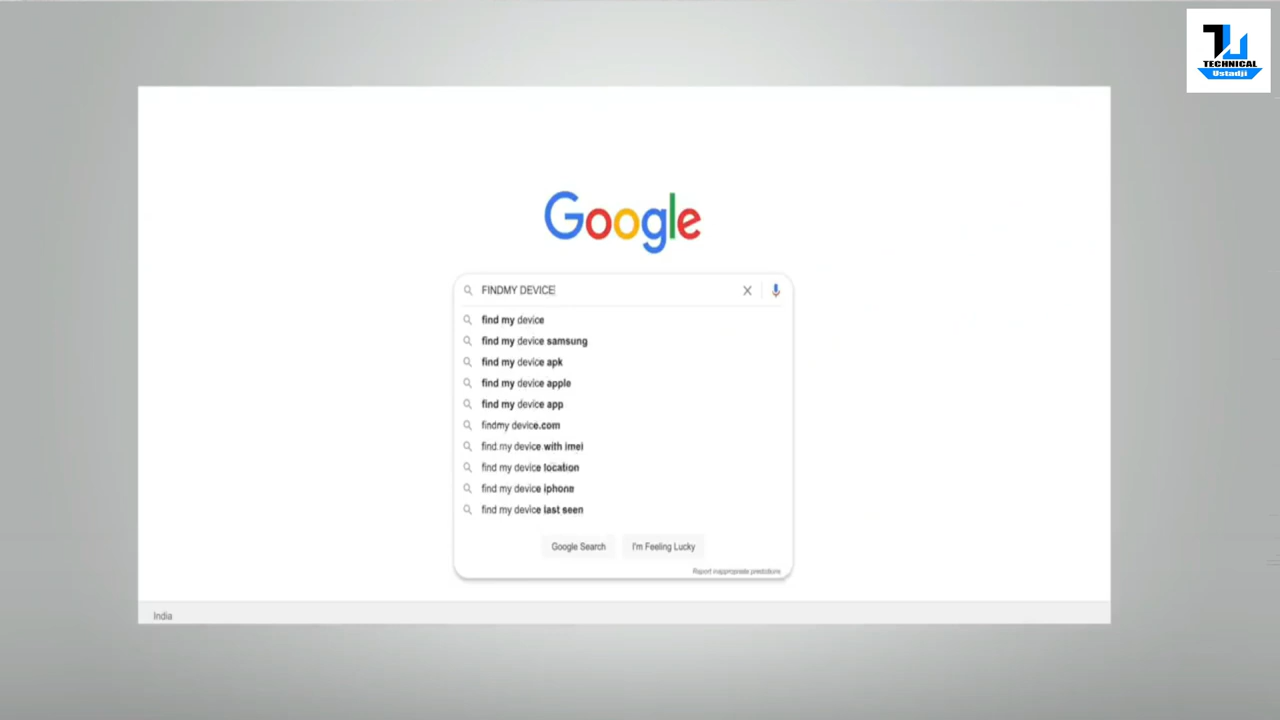 TECHNICAL
Ustadji
Google
FINDMY DEVICE
find my device
find my device samsung
find my device apk
find my device apple
find my device app
findmy device.com
find my device with imei
find my device location
find my device iphone
find my device last seen
Google Search
I'm Feeling Lucky
Report inappropriate
India